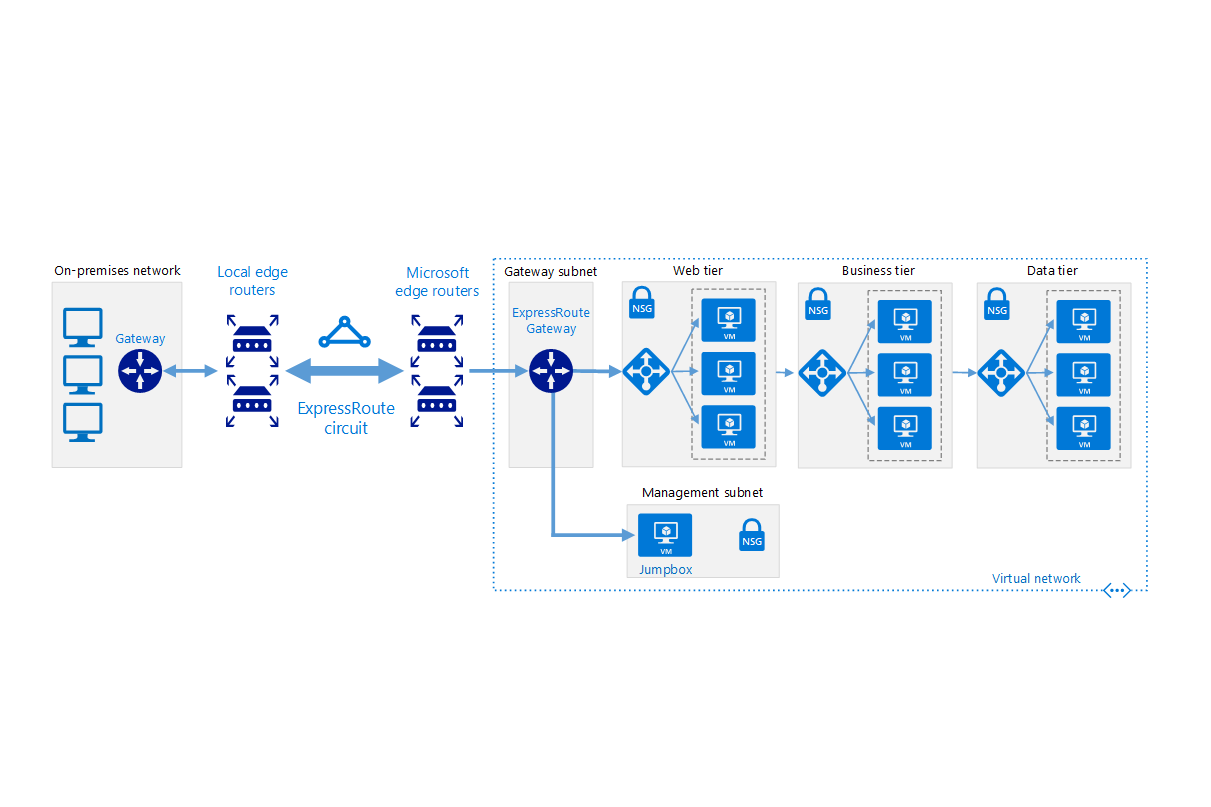 On-premises network
Gateway
Local edge
routers
ExpressRoute
circuit
Microsoft
edge routers
Gateway subnet
ExpressRoute
Gateway
Web tier
NSG
VM
VM
VM
Business tier
NSG
VM
VM
VM
Data tier
NSG
VM
VM
VM
Management subnet
VM
NSG
Jumpbox
Virtual network